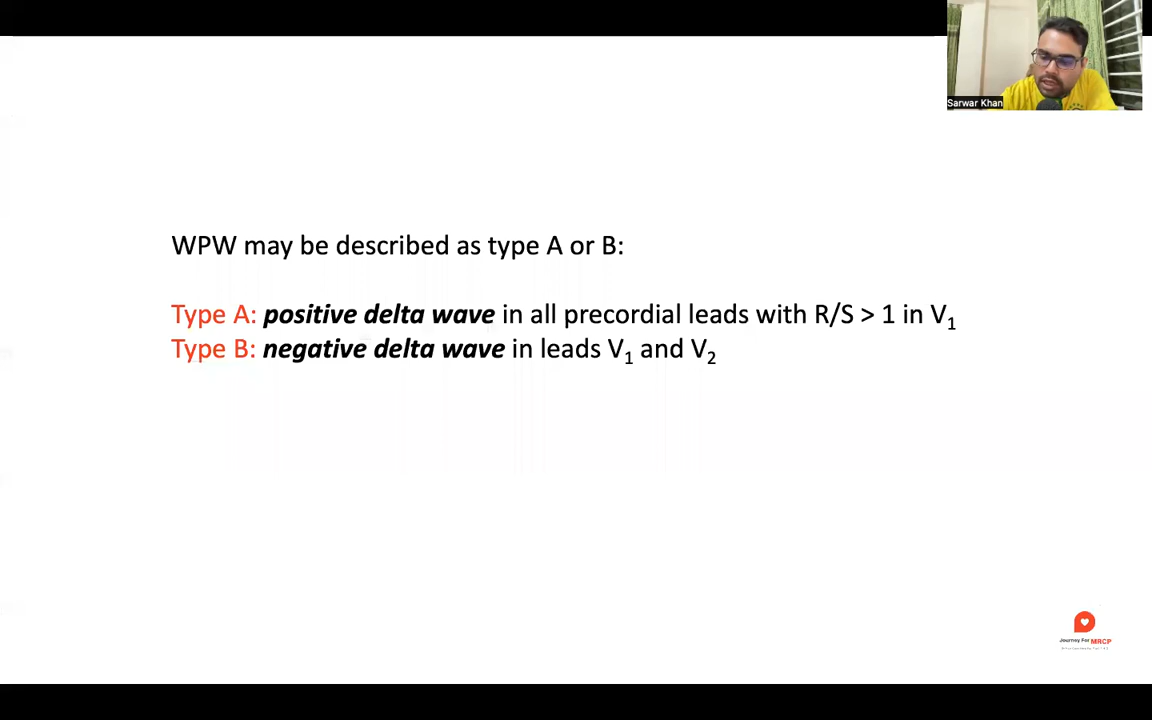 Sarwar Khan
WPW may be described as type A or B:
Type A: positive delta wave in all precordial leads with R/S > 1 in V₁
Type B: negative delta wave in leads V₁ and V₂
Journey For MRCP